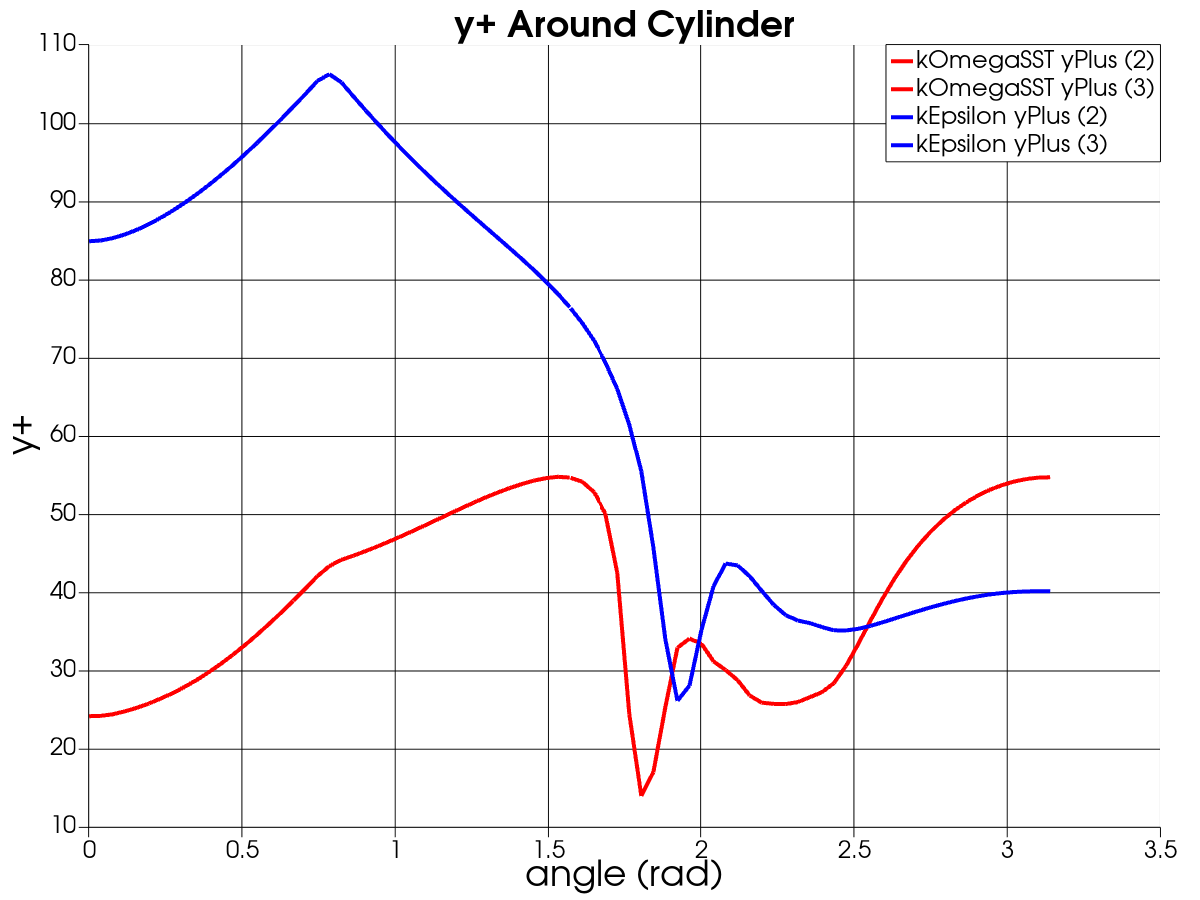 y+ Around Cylinder
kOmegaSST yPlus (2)
kOmegaSST yPlus (3)
kEpsilon yPlus (2)
kEpsilon yPlus (3)
110
100
90
80
70
60
50
40
30
20
10
y+
0 0.5 1 1.5 2 2.5 3 3.5
angle (rad)